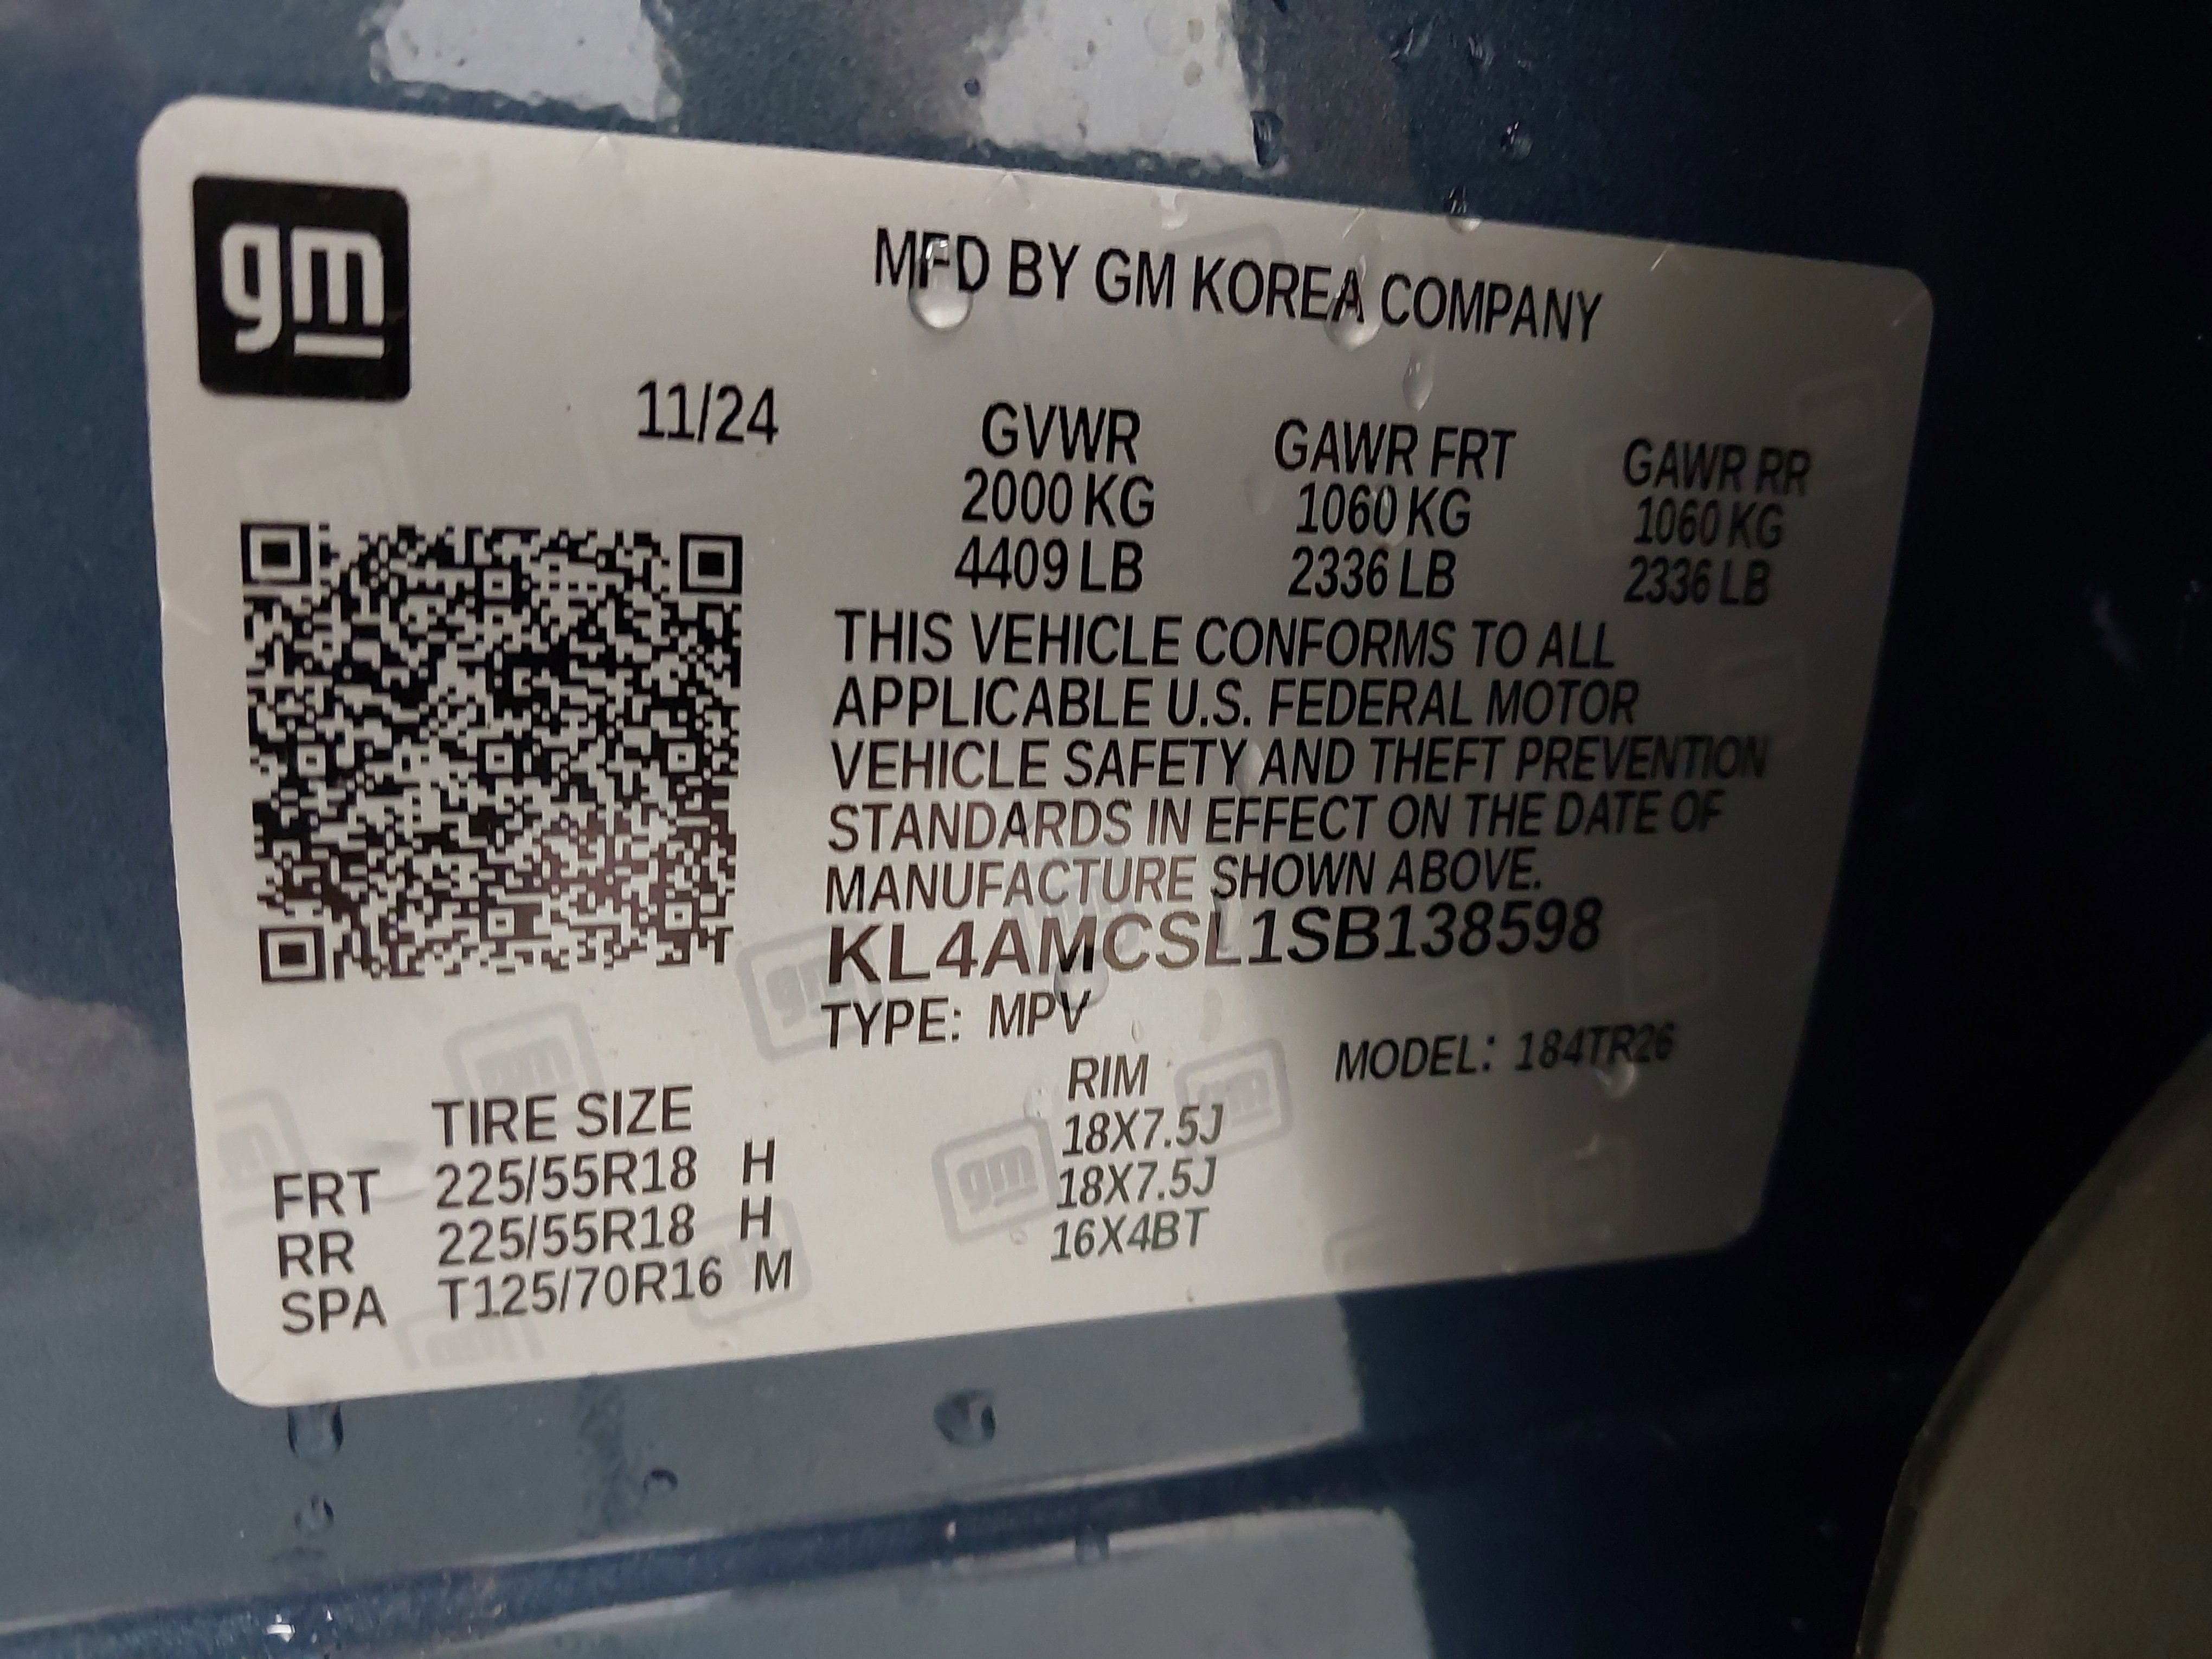 gm
MFD BY GM KOREA COMPANY
11/24
GVWR GAWR FRT GAWR RR
2000 KG 1060 KG 1060 KG
4409 LB 2336 LB 2336 LB
THIS VEHICLE CONFORMS TO ALL
APPLICABLE U.S. FEDERAL MOTOR
VEHICLE SAFETY AND THEFT PREVENTION
STANDARDS IN EFFECT ON THE DATE OF
MANUFACTURE SHOWN ABOVE.
KL4AMCSL1SB138598
TYPE: MPV MODEL: 184TR26
TIRE SIZE RIM
FRT 225/55R18 H 18X7.5J
RR 225/55R18 H 18X7.5J
SPA T125/70R16 M 16X4BT